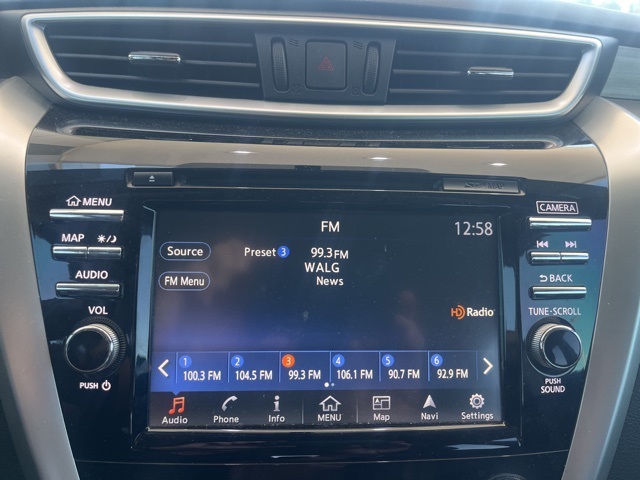 MENU
CAMERA
MAP
AUDIO
BACK
VOL
TUNE·SCROLL
PUSH
PUSH
SOUND
FM
12:58
Source
Preset 3 99.3 FM
WALG
FM Menu
News
HD Radio
1 2 3 4 5 6
100.3 FM 104.5 FM 99.3 FM 106.1 FM 90.7 FM 92.9 FM
Audio Phone Info MENU Map Navi Settings